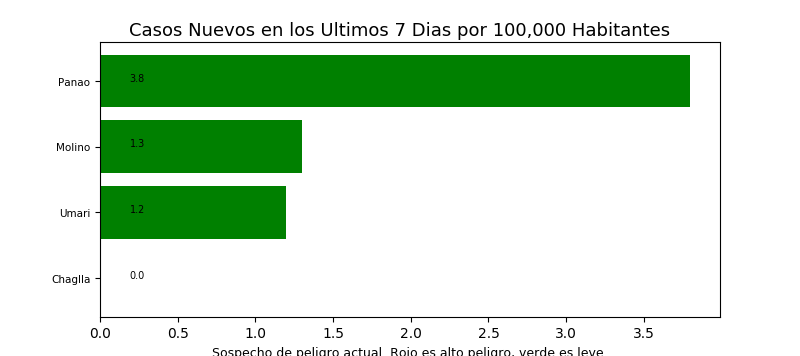 Casos Nuevos en los Ultimos 7 Dias por 100,000 Habitantes
Panao 3.8
Molino 1.3
Umari 1.2
Chaglla 0.0
0.0 0.5 1.0 1.5 2.0 2.5 3.0 3.5
Sospecho de peligro actual. Rojo es alto peligro, verde es leve